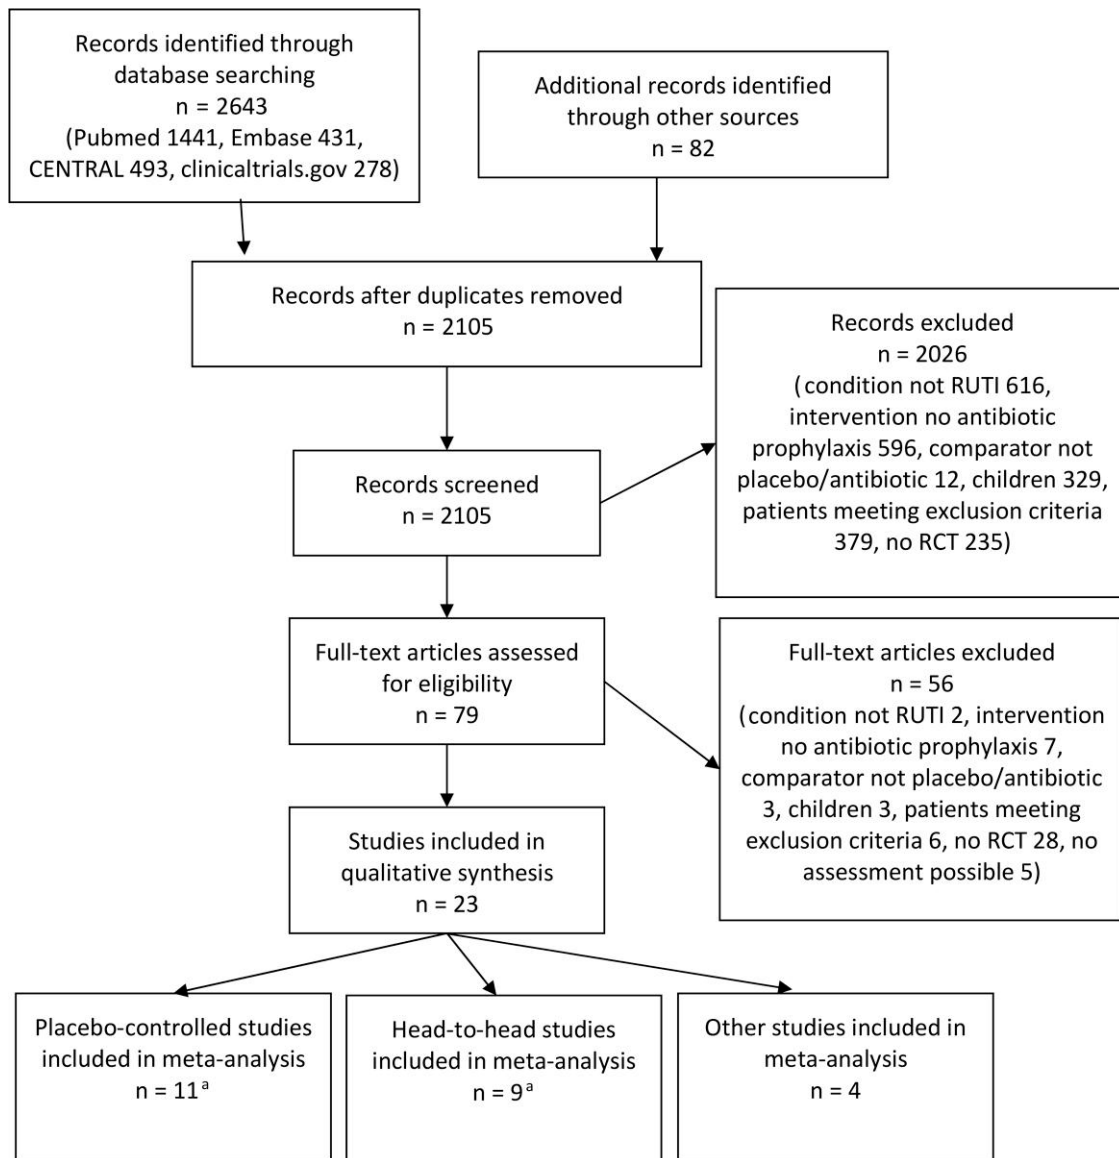 Records identified through
database searching
n = 2643
(Pubmed 1441, Embase 431,
CENTRAL 493, clinicaltrials.gov 278)
Additional records identified
through other sources
n = 82
Records after duplicates removed
n = 2105
Records excluded
n = 2026
(condition not RUTI 616,
intervention no antibiotic
prophylaxis 596, comparator not
placebo/antibiotic 12, children 329,
patients meeting exclusion criteria
379, no RCT 235)
Records screened
n = 2105
Full-text articles assessed
for eligibility
n = 79
Full-text articles excluded
n = 56
(condition not RUTI 2, intervention
no antibiotic prophylaxis 7,
comparator not placebo/antibiotic
3, children 3, patients meeting
exclusion criteria 6, no RCT 28, no
assessment possible 5)
Studies included in
qualitative synthesis
n = 23
Placebo-controlled studies
included in meta-analysis
n = 11 a
Head-to-head studies
included in meta-analysis
n = 9 a
Other studies included in
meta-analysis
n = 4